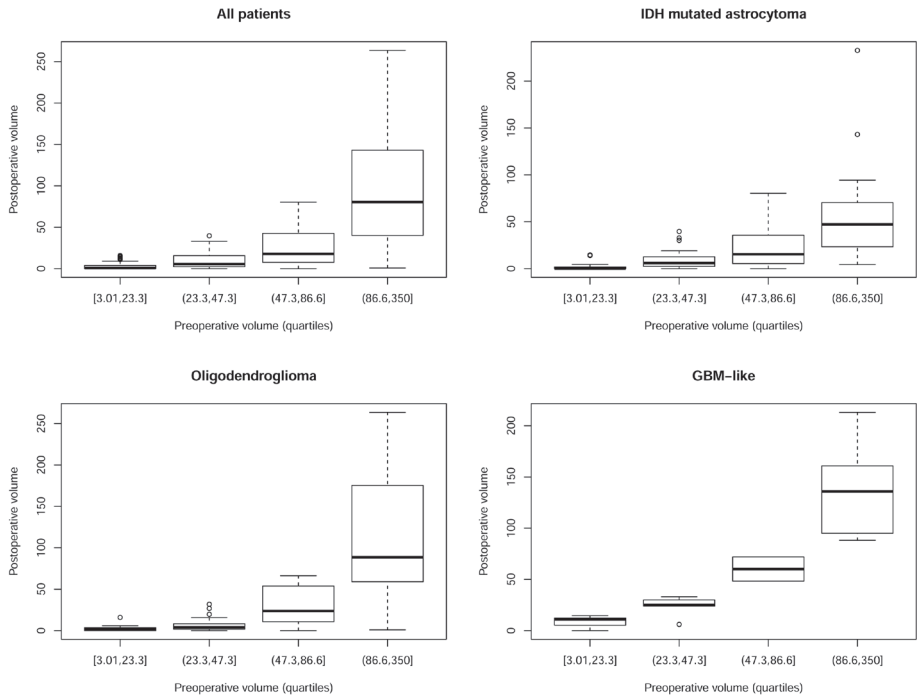 All patients
Postoperative volume
250
200
150
100
50
0
[3.01,23.3] (23.3,47.3] (47.3,86.6] (86.6,350]
Preoperative volume (quartiles)
IDH mutated astrocytoma
Postoperative volume
200
150
100
50
0
[3.01,23.3] (23.3,47.3] (47.3,86.6] (86.6,350]
Preoperative volume (quartiles)
Oligodendroglioma
Postoperative volume
250
200
150
100
50
0
[3.01,23.3] (23.3,47.3] (47.3,86.6] (86.6,350]
Preoperative volume (quartiles)
GBM−like
Postoperative volume
200
150
100
50
0
[3.01,23.3] (23.3,47.3] (47.3,86.6] (86.6,350]
Preoperative volume (quartiles)